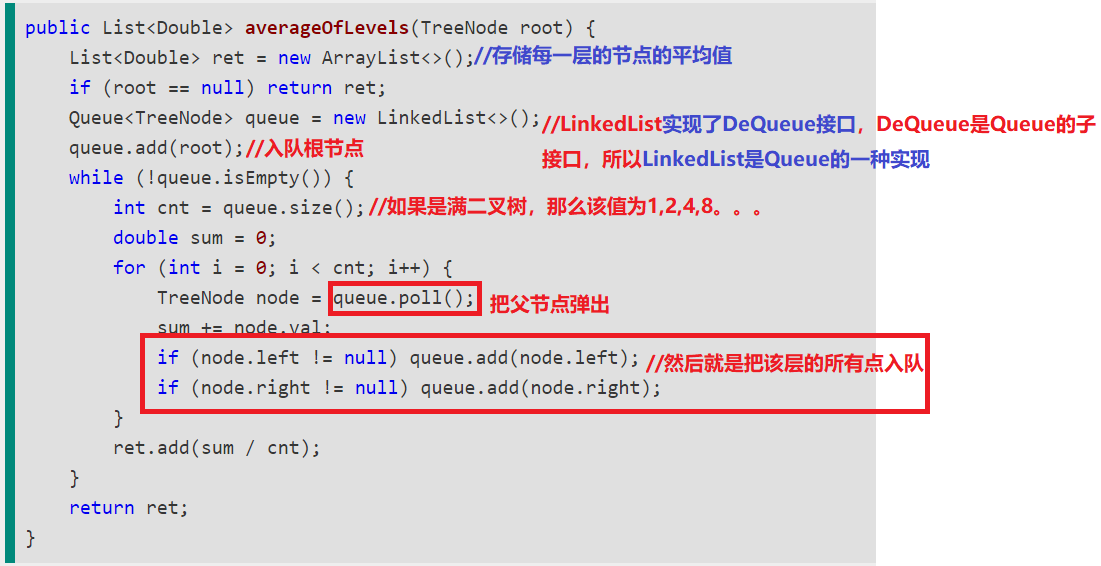 public List<Double> averageOfLevels(TreeNode root) {
List<Double> ret = new ArrayList<>();//存储每一层的节点的平均值
if (root == null) return ret;
Queue<TreeNode> queue = new LinkedList<>();//LinkedList实现了DeQueue接口，DeQueue是Queue的子
queue.add(root);//入队根节点
接口，所以LinkedList是Queue的一种实现
while (!queue.isEmpty()) {
int cnt = queue.size();//如果是满二叉树，那么该值为1,2,4,8。。。
double sum = 0;
for (int i = 0; i < cnt; i++) {
TreeNode node = queue.poll(); 把父节点弹出
sum += node.val;
if (node.left != null) queue.add(node.left); //然后就是把该层的所有点入队
if (node.right != null) queue.add(node.right);
}
ret.add(sum / cnt);
}
return ret;
}